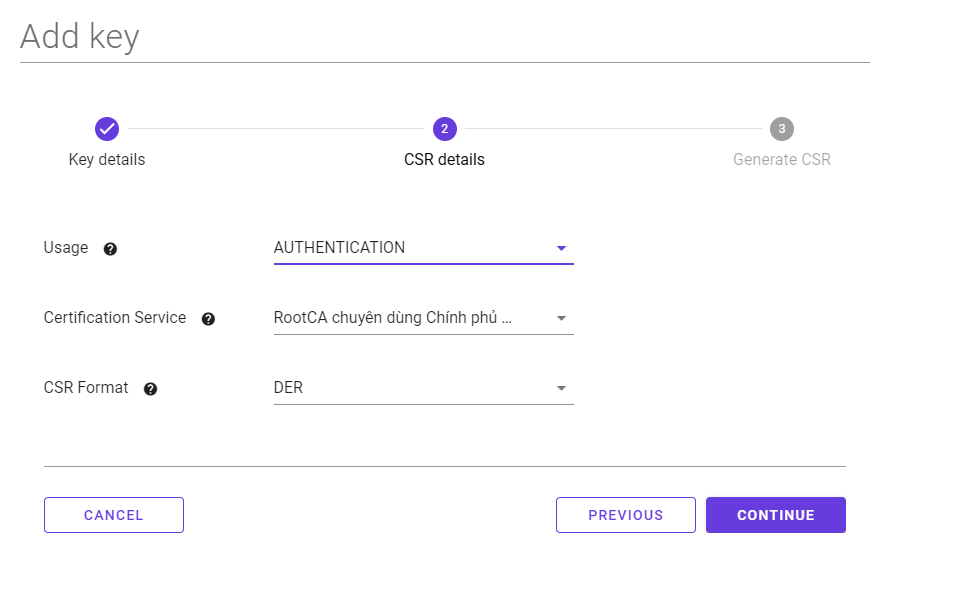 Add key
2
3
Key details
CSR details
Generate CSR
Usage ?
AUTHENTICATION
Certification Service ?
RootCA chuyên dùng Chính phủ ...
CSR Format ?
DER
CANCEL
PREVIOUS
CONTINUE